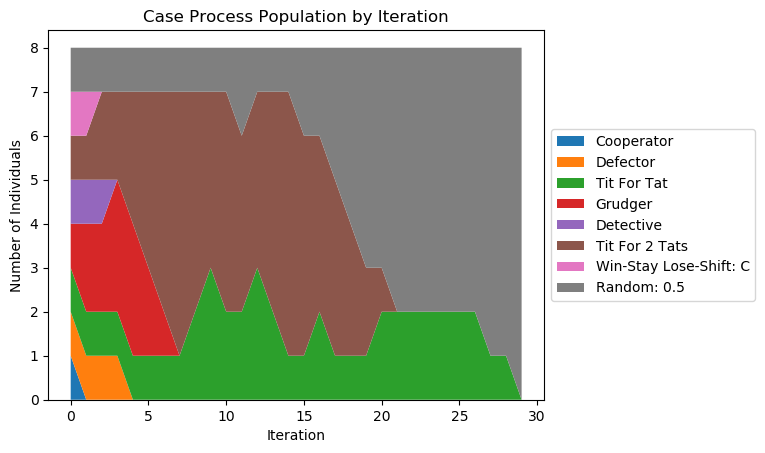 Case Process Population by Iteration
Number of Individuals
8
7
6
5
4
3
2
1
0
0 5 10 15 20 25 30
Iteration
Cooperator
Defector
Tit For Tat
Grudger
Detective
Tit For 2 Tats
Win-Stay Lose-Shift: C
Random: 0.5